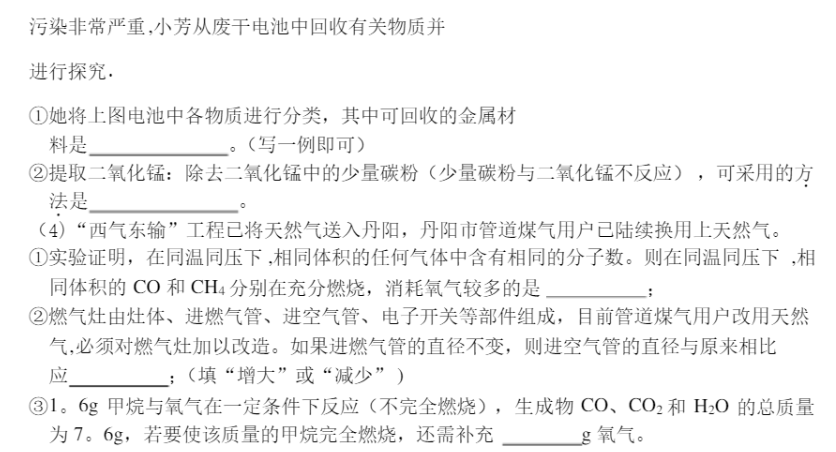 污染非常严重,小芳从废干电池中回收有关物质并
进行探究.
①她将上图电池中各物质进行分类，其中可回收的金属材
料是____________。（写一例即可）
②提取二氧化锰：除去二氧化锰中的少量碳粉（少量碳粉与二氧化锰不反应），可采用的方
法是____________。
（4）“西气东输”工程已将天然气送入丹阳，丹阳市管道煤气用户已陆续换用上天然气。
①实验证明，在同温同压下,相同体积的任何气体中含有相同的分子数。则在同温同压下 ,相
同体积的 CO 和 CH₄分别在充分燃烧，消耗氧气较多的是 _________；
②燃气灶由灶体、进燃气管、进空气管、电子开关等部件组成，目前管道煤气用户改用天然
气,必须对燃气灶加以改造。如果进燃气管的直径不变，则进空气管的直径与原来相比
应_________；（填“增大”或“减少”)
③1。6g 甲烷与氧气在一定条件下反应（不完全燃烧），生成物 CO、CO₂ 和 H₂O 的总质量
为 7。6g，若要使该质量的甲烷完全燃烧，还需补充 _______g 氧气。